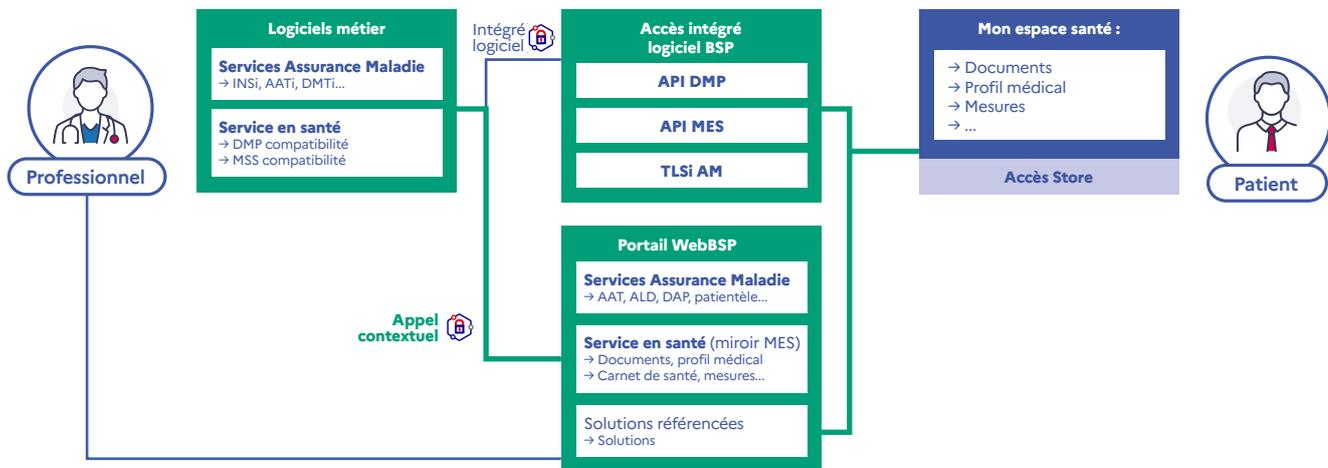 Professionnel
Logiciels métier
Services Assurance Maladie
→ INSi, AATi, DMTi...
Service en santé
→ DMP compatibilité
→ MSS compatibilité
Intégré
logiciel
Appel
contextuel
Accès intégré
logiciel BSP
API DMP
API MES
TLSi AM
Portail WebBSP
Services Assurance Maladie
→ AAT, ALD, DAP, patientèle...
Service en santé (miroir MES)
→ Documents, profil médical
→ Carnet de santé, mesures...
Solutions référencées
→ Solutions
Mon espace santé :
→ Documents
→ Profil médical
→ Mesures
→ ...
Accès Store
Patient